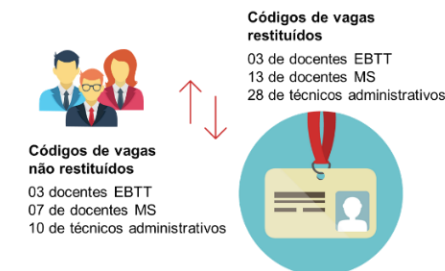 Códigos de vagas
restituídos
03 de docentes EBTT
13 de docentes MS
28 de técnicos administrativos
Códigos de vagas
não restituídos
03 docentes EBTT
07 de docentes MS
10 de técnicos administrativos